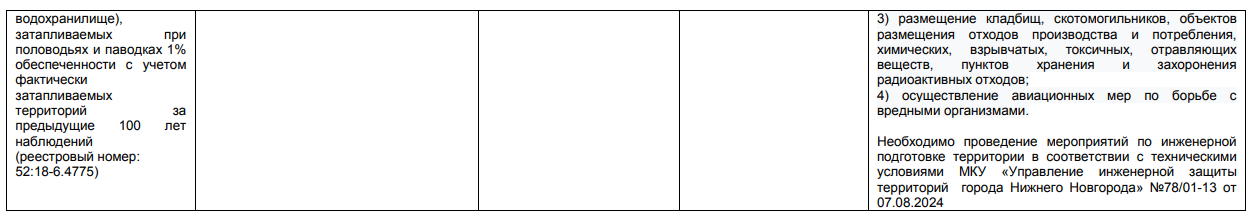 водохранилище),
затапливаемых при
половодьях и паводках 1%
обеспеченности с учетом
фактически
затапливаемых
территорий за
предыдущие 100 лет
наблюдений
(реестровый номер:
52:18-6.4775)
3) размещение кладбищ, скотомогильников, объектов
размещения отходов производства и потребления,
химических, взрывчатых, токсичных, отравляющих
веществ, пунктов хранения и захоронения
радиоактивных отходов;
4) осуществление авиационных мер по борьбе с
вредными организмами.
Необходимо проведение мероприятий по инженерной
подготовке территории в соответствии с техническими
условиями МКУ «Управление инженерной защиты
территорий города Нижнего Новгорода» №78/01-13 от
07.08.2024